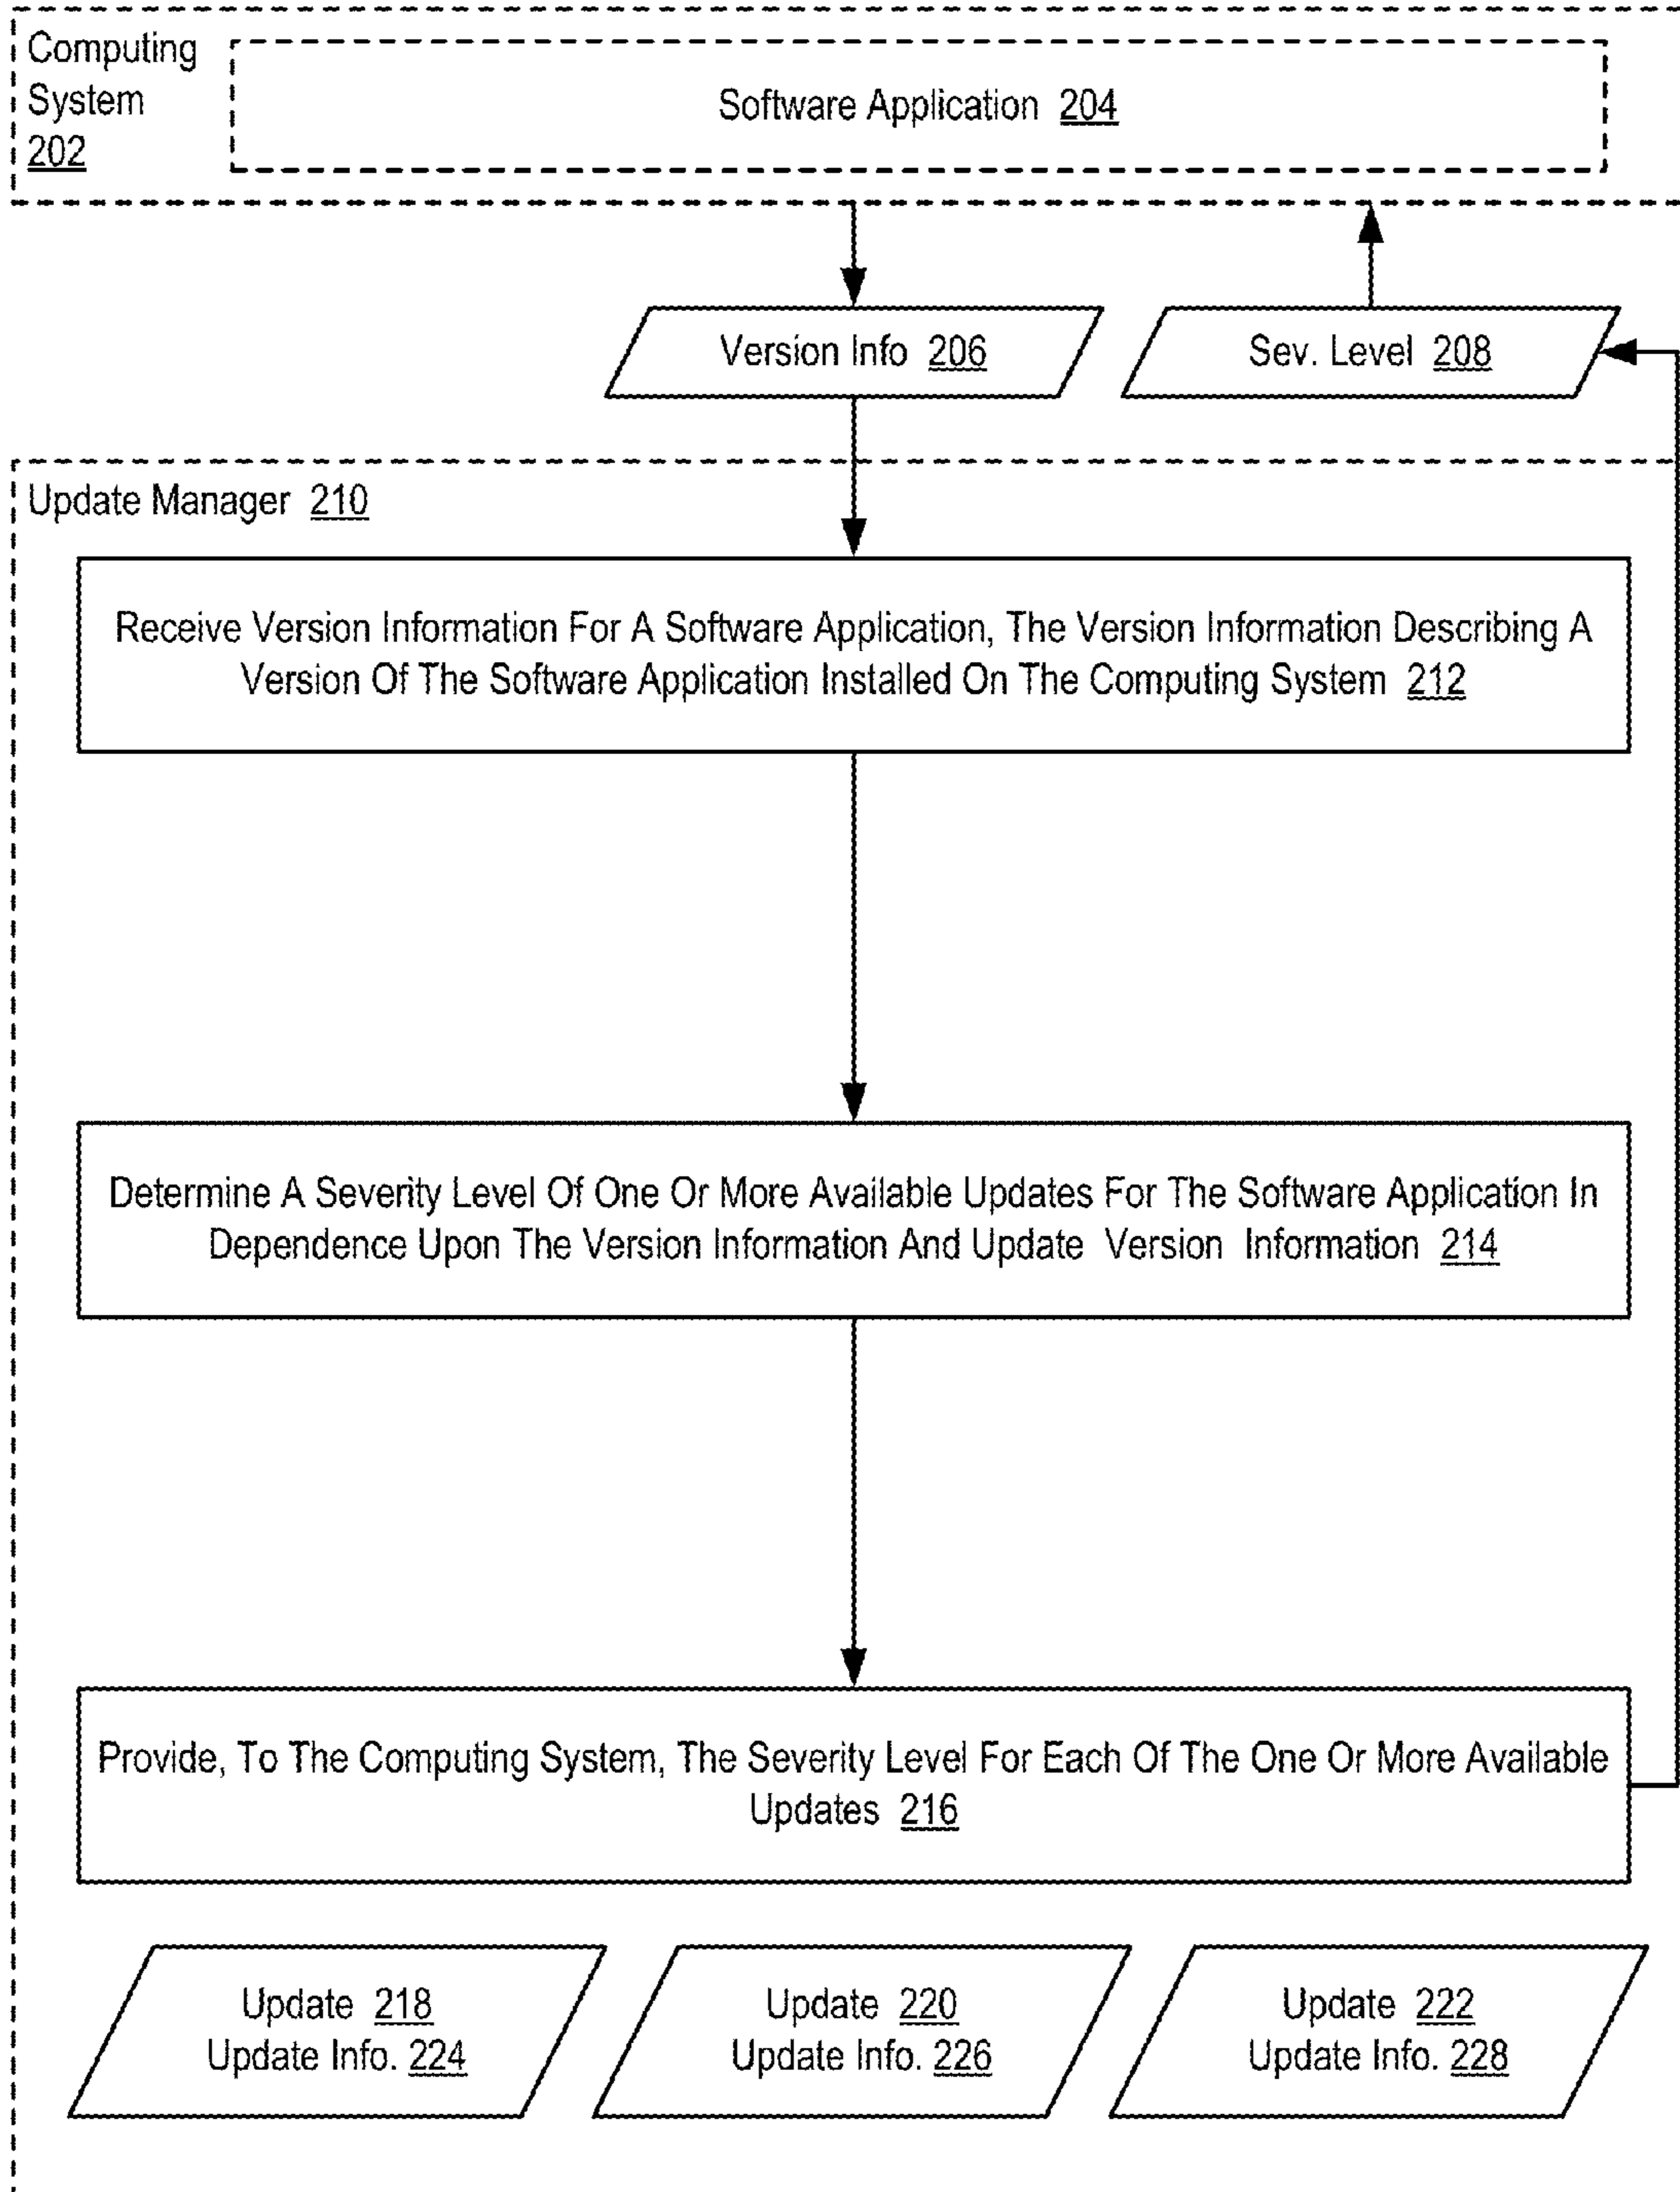 Computing
System
202
Software Application 204
Version Info 206
Sev. Level 208
Update Manager 210
Receive Version Information For A Software Application, The Version Information Describing A
Version Of The Software Application Installed On The Computing System 212
Determine A Severity Level Of One Or More Available Updates For The Software Application In
Dependence Upon The Version Information And Update Version Information 214
Provide, To The Computing System, The Severity Level For Each Of The One Or More Available
Updates 216
Update 218
Update Info. 224
Update 220
Update Info. 226
Update 222
Update Info. 228